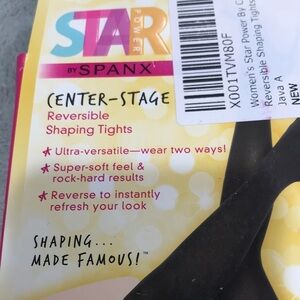 STAR
POWER
BY SPANX
CENTER-STAGE
Reversible
Shaping Tights
★ Ultra-versatile—wear two ways!
★ Super-soft feel &
rock-hard results
★ Reverse to instantly
refresh your look
SHAPING...
MADE FAMOUS!™
X001TVM80F
Women's Star Power By
Reversible Shaping Tights
Java A
NEW